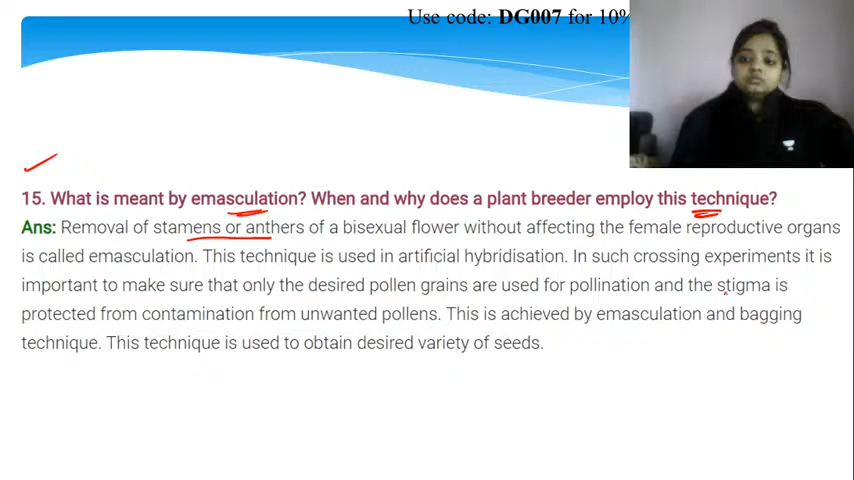 Use code: DG007 for 10%
15. What is meant by emasculation? When and why does a plant breeder employ this technique?
Ans: Removal of stamens or anthers of a bisexual flower without affecting the female reproductive organs
is called emasculation. This technique is used in artificial hybridisation. In such crossing experiments it is
important to make sure that only the desired pollen grains are used for pollination and the stigma is
protected from contamination from unwanted pollens. This is achieved by emasculation and bagging
technique. This technique is used to obtain desired variety of seeds.